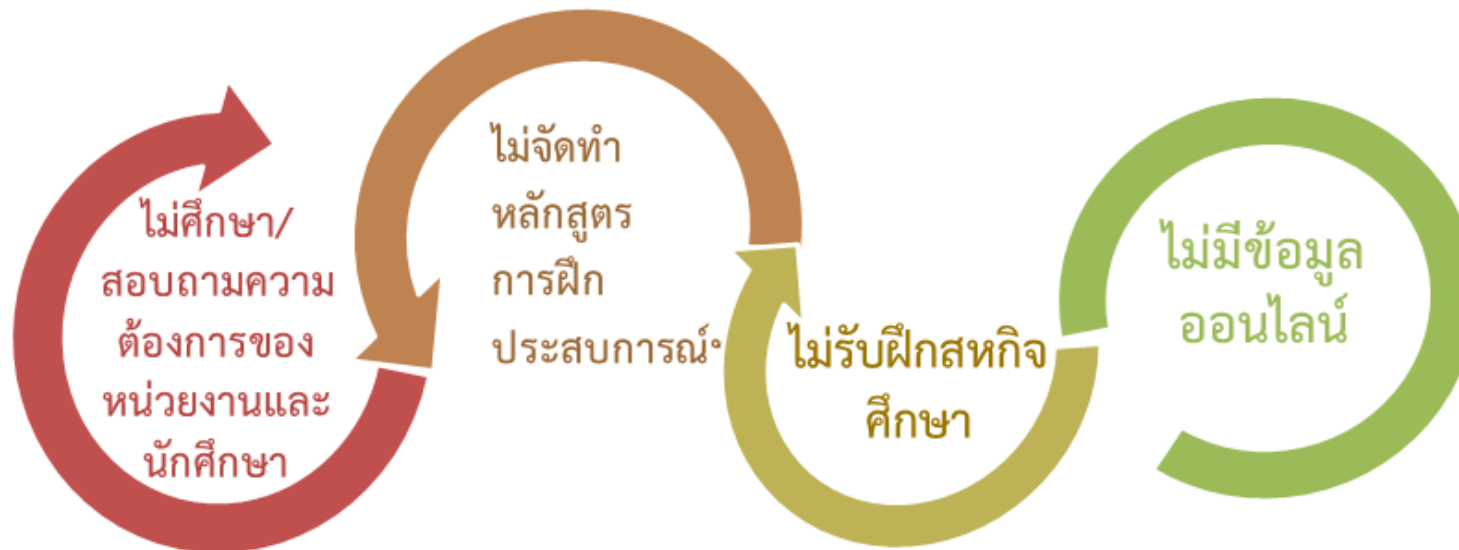 ไม่ศึกษา/
สอบถามความ
ต้องการของ
หน่วยงานและ
นักศึกษา
ไม่จัดทำ
หลักสูตร
การฝึก
ประสบการณ์ฯ
ไม่รับฝึกสหกิจ
ศึกษา
ไม่มีข้อมูล
ออนไลน์